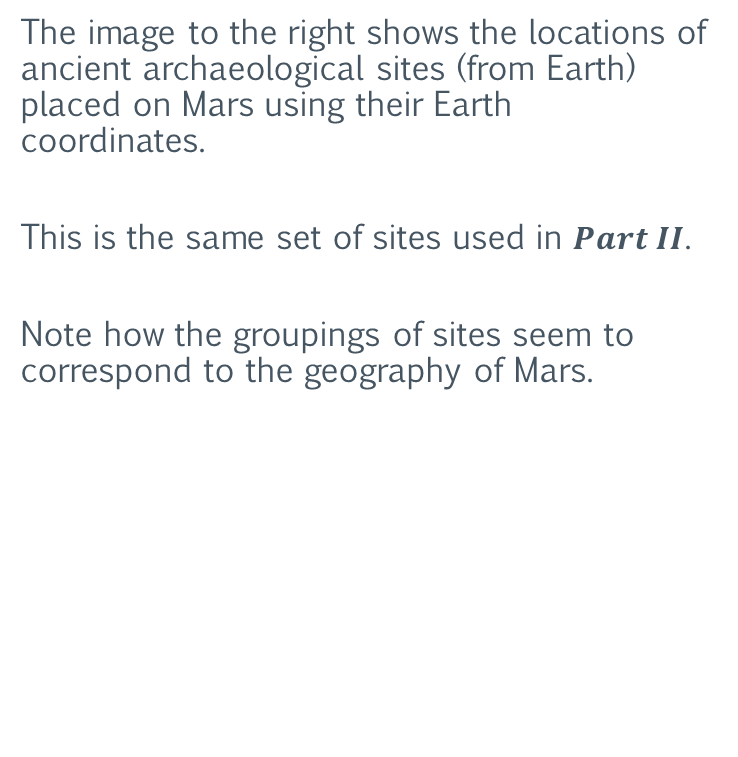 The image to the right shows the locations of
ancient archaeological sites (from Earth)
placed on Mars using their Earth
coordinates.
This is the same set of sites used in Part II.
Note how the groupings of sites seem to
correspond to the geography of Mars.